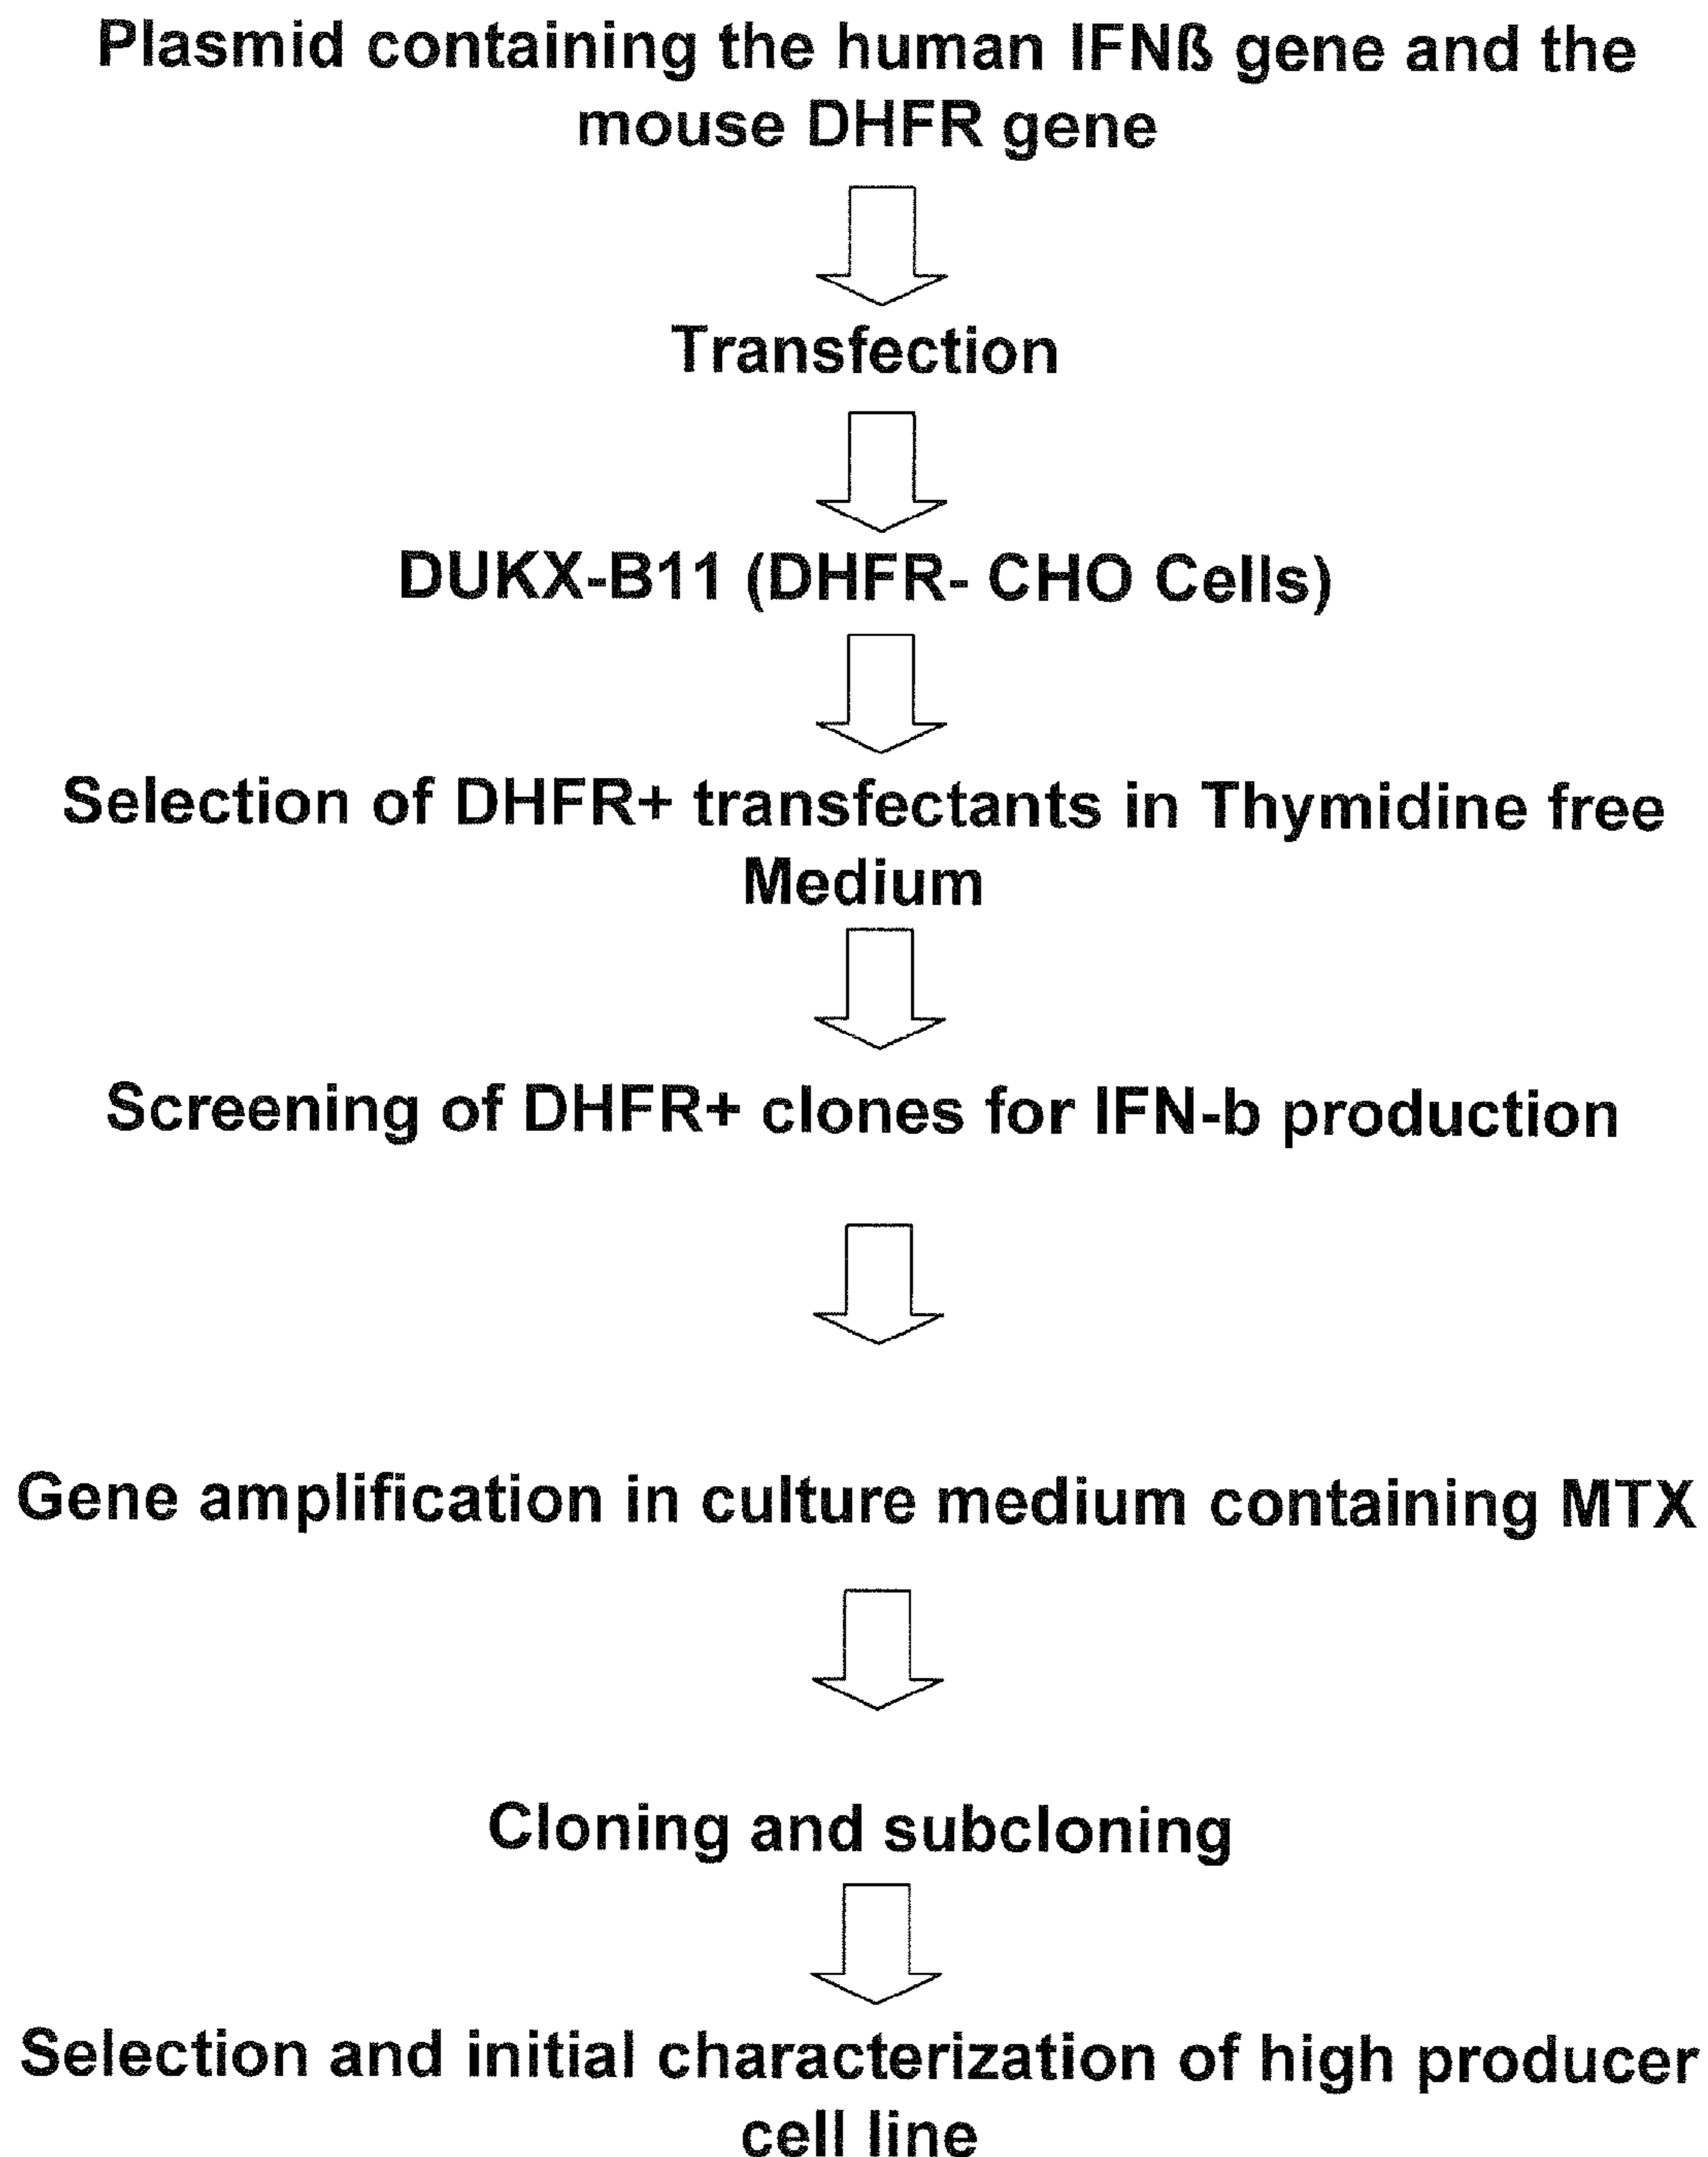 Plasmid containing the human IFNß gene and the
mouse DHFR gene
Transfection
DUKX-B11 (DHFR- CHO Cells)
Selection of DHFR+ transfectants in Thymidine free
Medium
Screening of DHFR+ clones for IFN-b production
Gene amplification in culture medium containing MTX
Cloning and subcloning
Selection and initial characterization of high producer
cell line